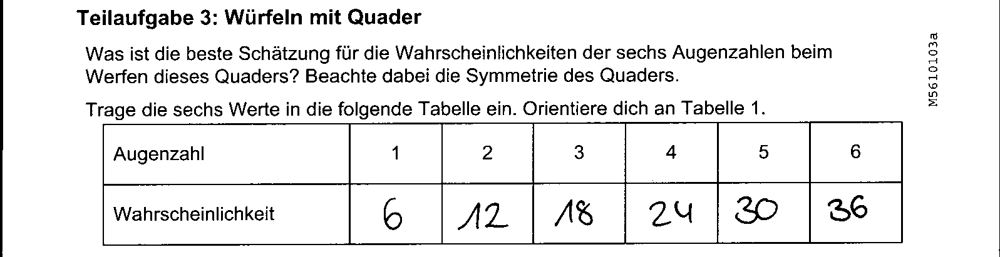 Teilaufgabe 3: Würfeln mit Quader
Was ist die beste Schätzung für die Wahrscheinlichkeiten der sechs Augenzahlen beim
Werfen dieses Quaders? Beachte dabei die Symmetrie des Quaders.
Trage die sechs Werte in die folgende Tabelle ein. Orientiere dich an Tabelle 1.
Augenzahl 1 2 3 4 5 6
Wahrscheinlichkeit 6 12 18 24 30 36
M5610103a